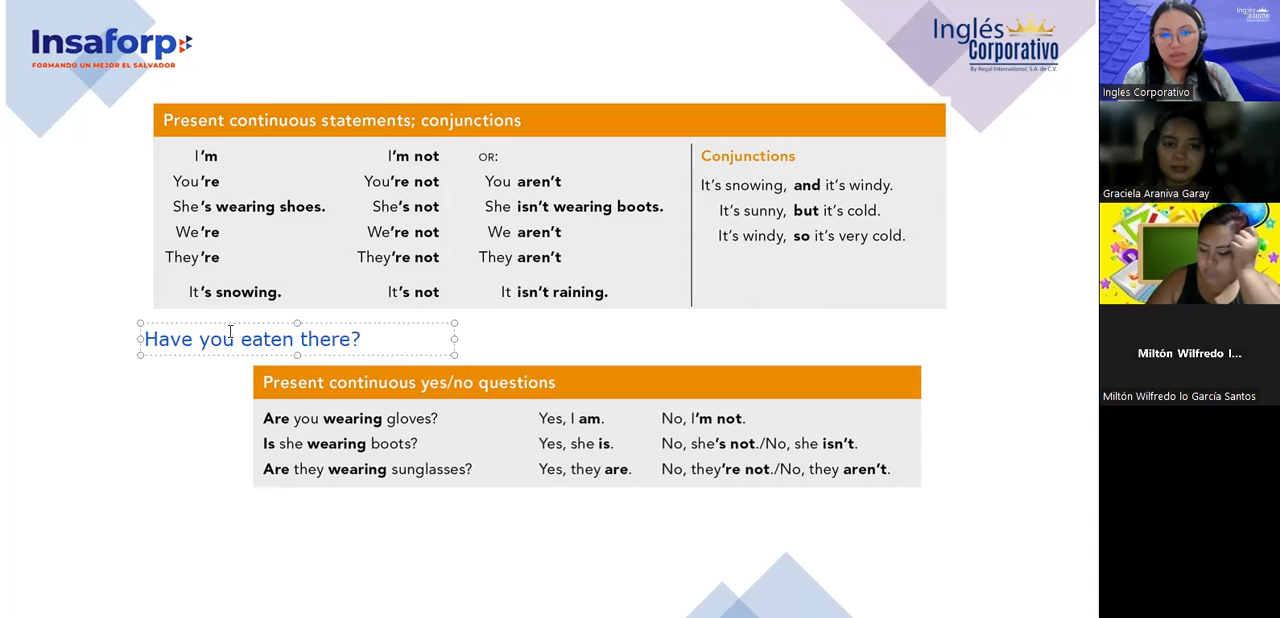 Insaforp
FORMANDO UN MEJOR EL SALVADOR
Inglés
Corporativo
By Regal International, S.A. de C.V.
Present continuous statements; conjunctions
I'm I'm not OR: Conjunctions
You're You're not You aren't It's snowing, and it's windy.
She's wearing shoes. She's not She isn't wearing boots. It's sunny, but it's cold.
We're We're not We aren't It's windy, so it's very cold.
They're They're not They aren't
It's snowing. It's not It isn't raining.
Have you eaten there?
Present continuous yes/no questions
Are you wearing gloves? Yes, I am. No, I'm not.
Is she wearing boots? Yes, she is. No, she's not./No, she isn't.
Are they wearing sunglasses? Yes, they are. No, they're not./No, they aren't.
Inglés
Ingles Corporativo
Graciela Araniva Garay
Miltón Wilfredo l...
Miltón Wilfredo lo García Santos